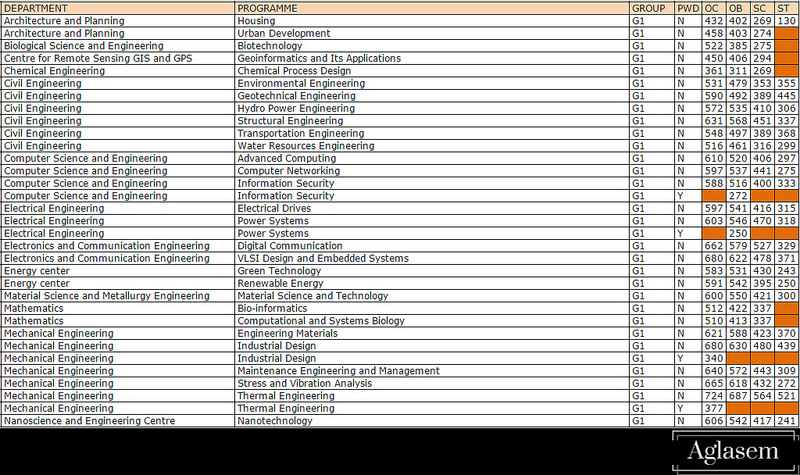 DEPARTMENT PROGRAMME GROUP PWD OC OB SC ST
Architecture and Planning Housing G1 N 432 402 269 130
Architecture and Planning Urban Development G1 N 458 403 274
Biological Science and Engineering Biotechnology G1 N 522 385 275
Centre for Remote Sensing GIS and GPS Geoinformatics and Its Applications G1 N 450 406 294
Chemical Engineering Chemical Process Design G1 N 361 311 269
Civil Engineering Environmental Engineering G1 N 531 479 353 355
Civil Engineering Geotechnical Engineering G1 N 590 492 389 445
Civil Engineering Hydro Power Engineering G1 N 572 535 410 306
Civil Engineering Structural Engineering G1 N 631 568 451 337
Civil Engineering Transportation Engineering G1 N 548 497 389 368
Civil Engineering Water Resources Engineering G1 N 516 461 316 299
Computer Science and Engineering Advanced Computing G1 N 610 520 406 297
Computer Science and Engineering Computer Networking G1 N 597 537 441 275
Computer Science and Engineering Information Security G1 N 588 516 400 333
Computer Science and Engineering Information Security G1 Y 272
Electrical Engineering Electrical Drives G1 N 597 541 416 315
Electrical Engineering Power Systems G1 N 603 546 470 318
Electrical Engineering Power Systems G1 Y 250
Electronics and Communication Engineering Digital Communication G1 N 662 579 527 329
Electronics and Communication Engineering VLSI Design and Embedded Systems G1 N 680 622 478 371
Energy center Green Technology G1 N 583 531 430 243
Energy center Renewable Energy G1 N 591 542 395 250
Material Science and Metallurgy Engineering Material Science and Technology G1 N 600 550 421 300
Mathematics Bio-informatics G1 N 512 422 337
Mathematics Computational and Systems Biology G1 N 510 413 337
Mechanical Engineering Engineering Materials G1 N 621 588 423 370
Mechanical Engineering Industrial Design G1 N 680 630 480 439
Mechanical Engineering Industrial Design G1 Y 340
Mechanical Engineering Maintenance Engineering and Management G1 N 640 572 443 309
Mechanical Engineering Stress and Vibration Analysis G1 N 665 618 432 272
Mechanical Engineering Thermal Engineering G1 N 724 687 564 521
Mechanical Engineering Thermal Engineering G1 Y 377
Nanoscience and Engineering Centre Nanotechnology G1 N 606 542 417 241
Aglasem